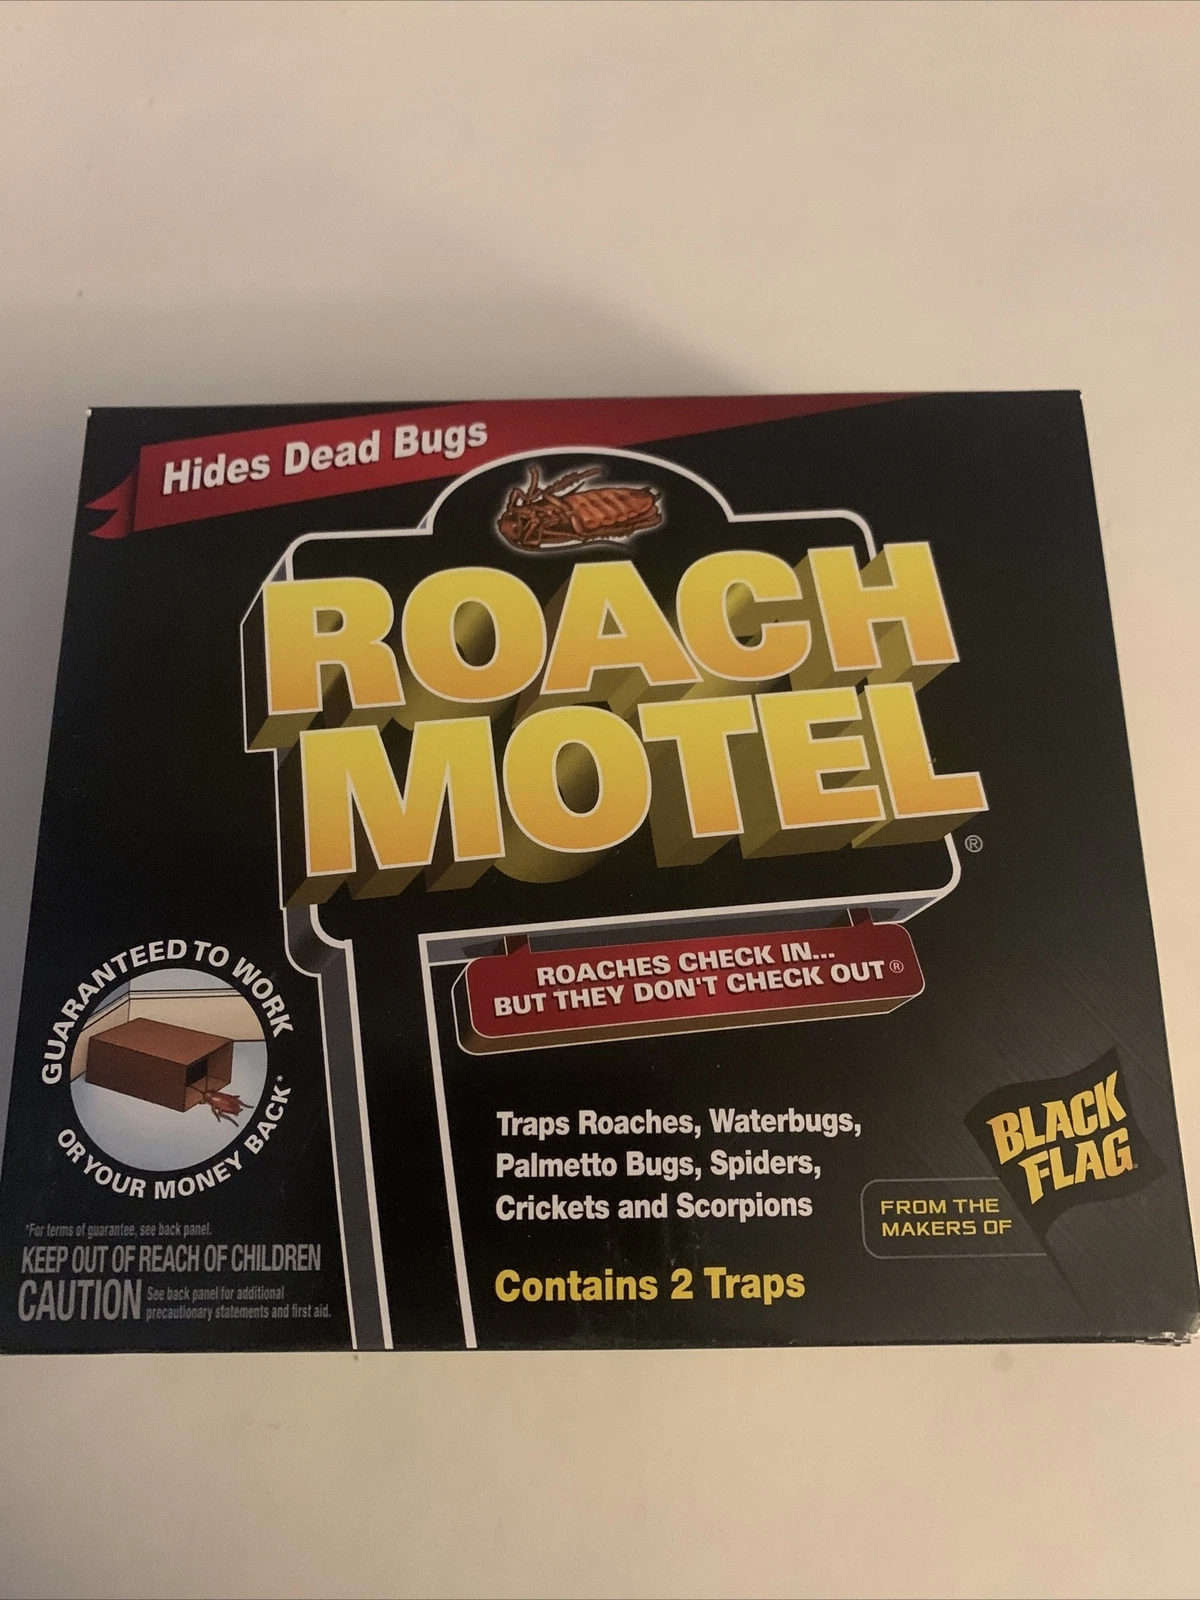 Hides Dead Bugs
ROACH
MOTEL
®
ROACHES CHECK IN...
BUT THEY DON'T CHECK OUT®
GUARANTEED TO WORK
OR YOUR MONEY BACK*
Traps Roaches, Waterbugs,
Palmetto Bugs, Spiders,
Crickets and Scorpions
Contains 2 Traps
FROM THE
MAKERS OF
BLACK
FLAG
*For terms of guarantee, see back panel.
KEEP OUT OF REACH OF CHILDREN
CAUTION See back panel for additional
precautionary statements and first aid.